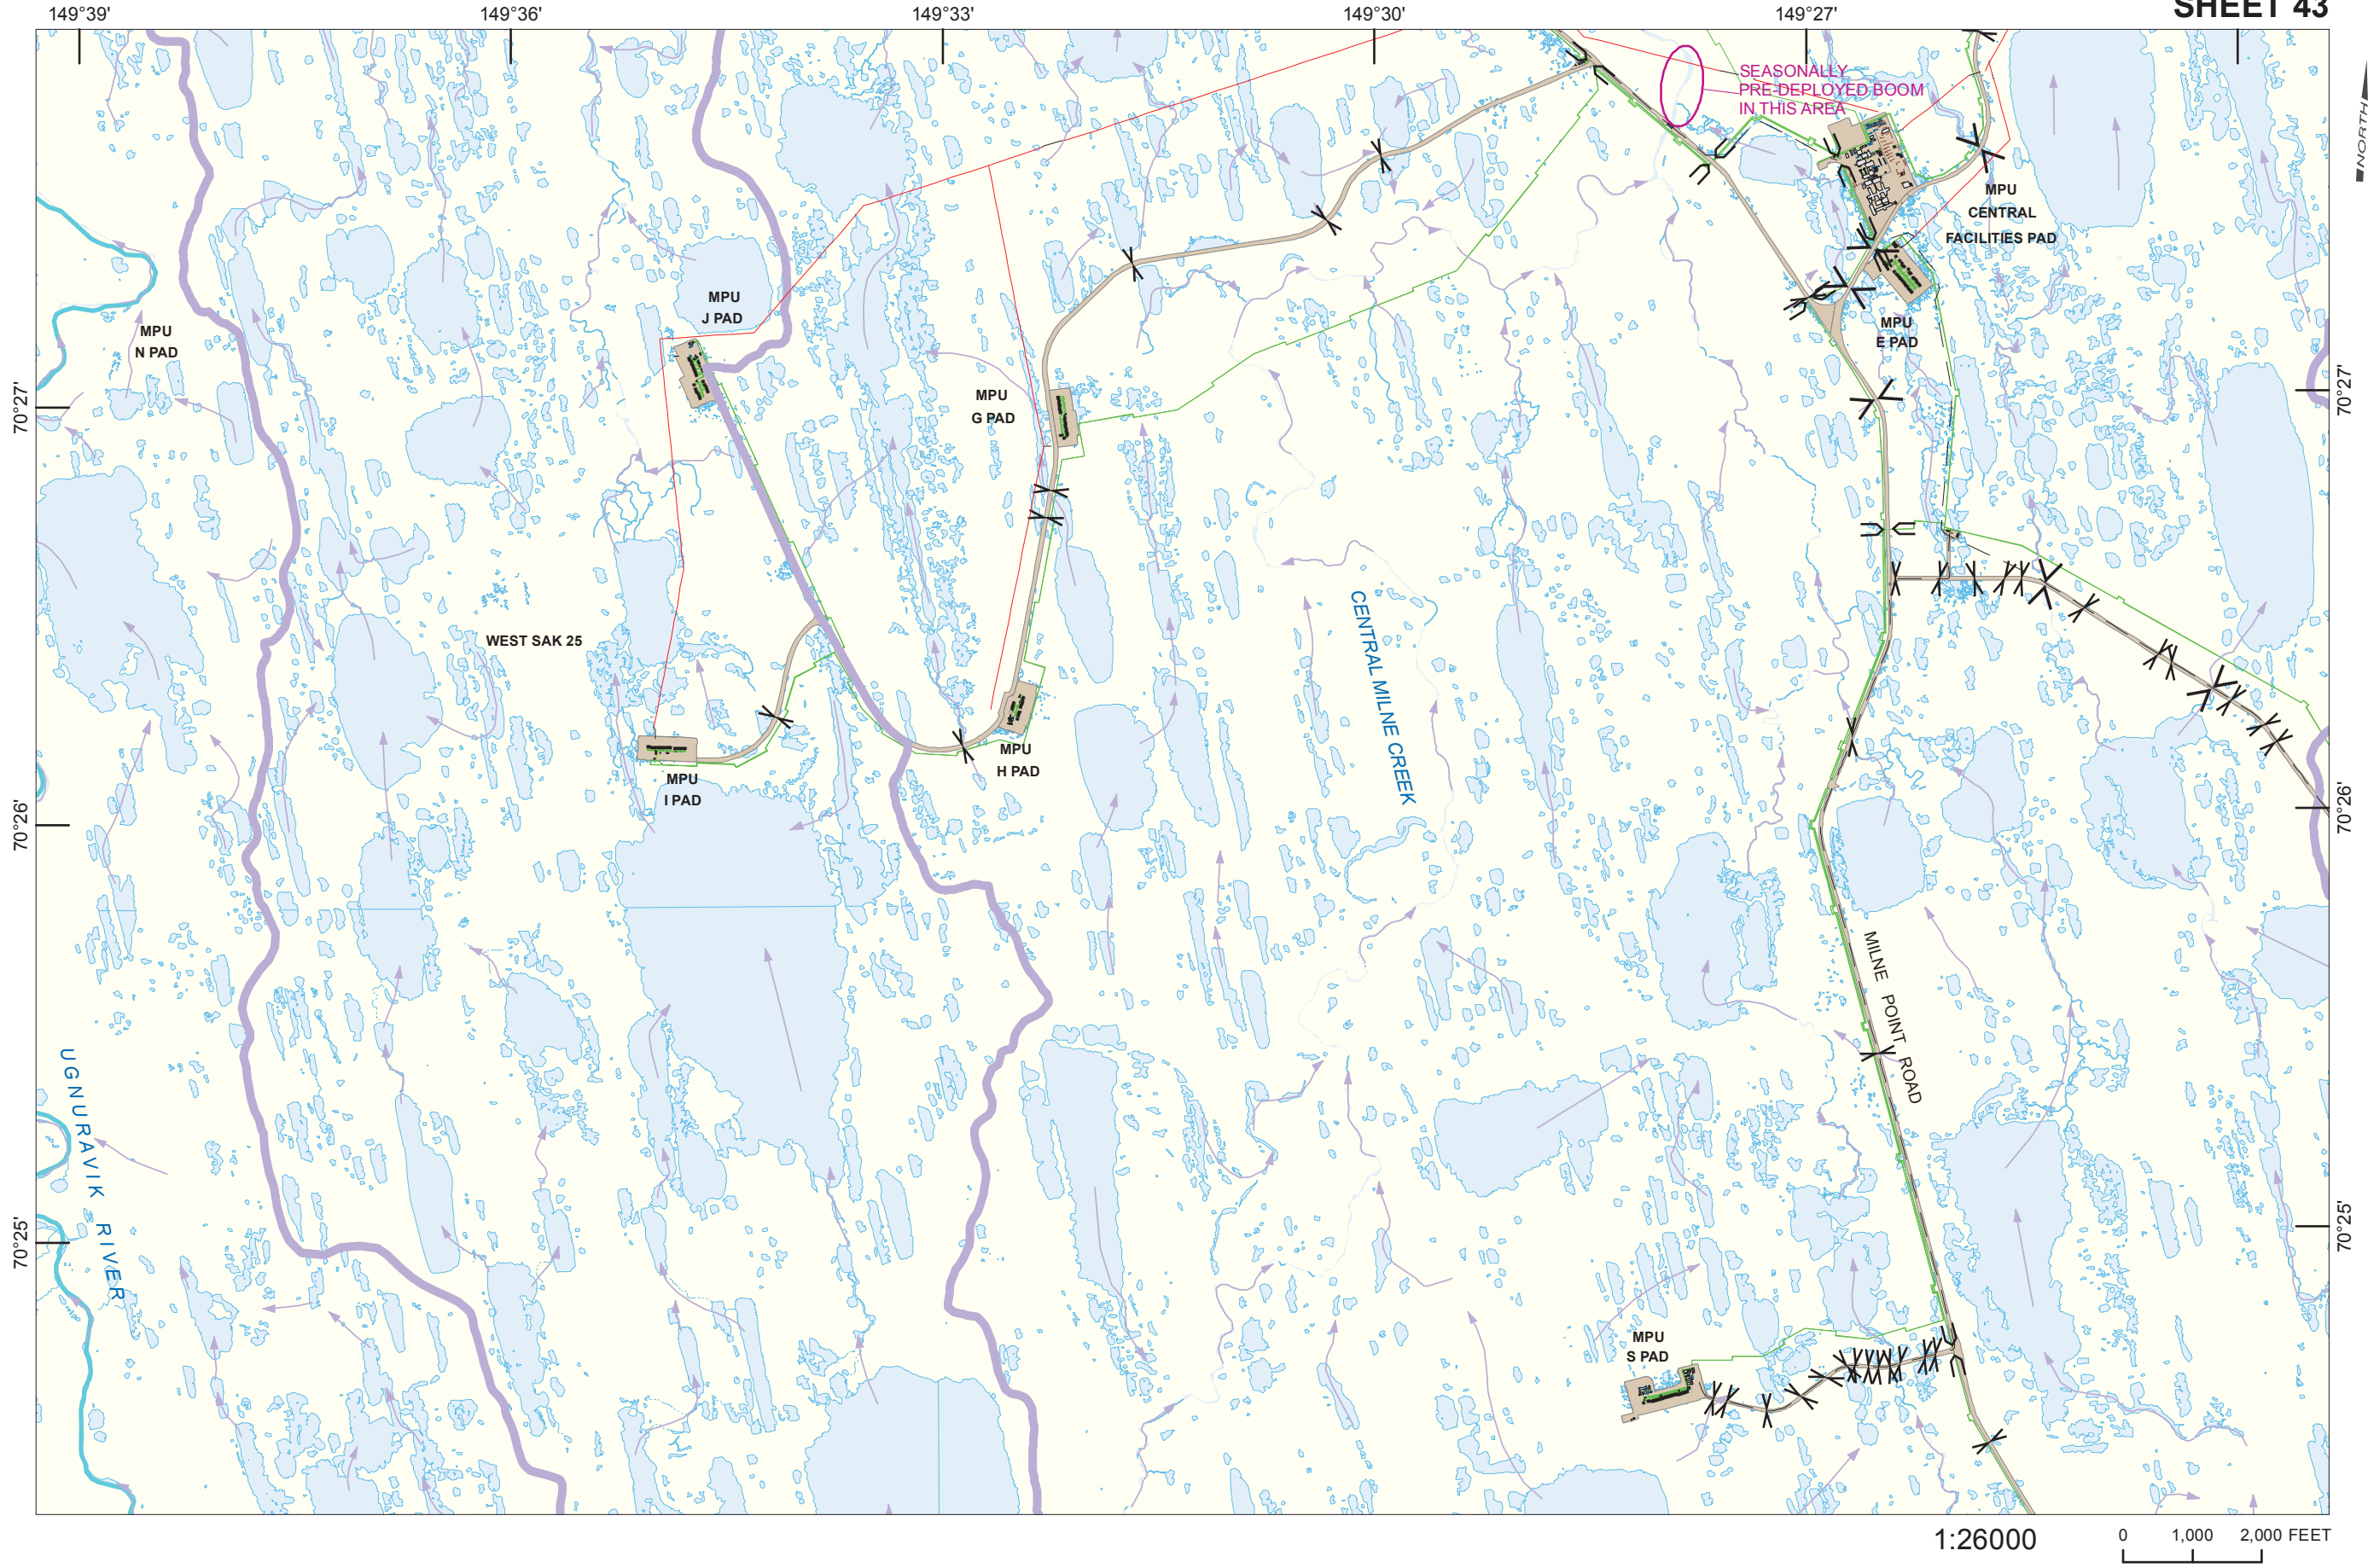 SHEET 43
149°39'
149°36'
149°33'
149°30'
149°27'
NORTH
SEASONALLY
PRE-DEPLOYED BOOM
IN THIS AREA
MPU
CENTRAL
FACILITIES PAD
MPU
J PAD
MPU
N PAD
MPU
E PAD
MPU
G PAD
70°27'
70°27'
WEST SAK 25
CENTRAL MILNE CREEK
MPU
H PAD
MPU
I PAD
70°26'
70°26'
MILNE POINT ROAD
UGNURAVIK RIVER
70°25'
70°25'
MPU
S PAD
1:26000
0 1,000 2,000 FEET